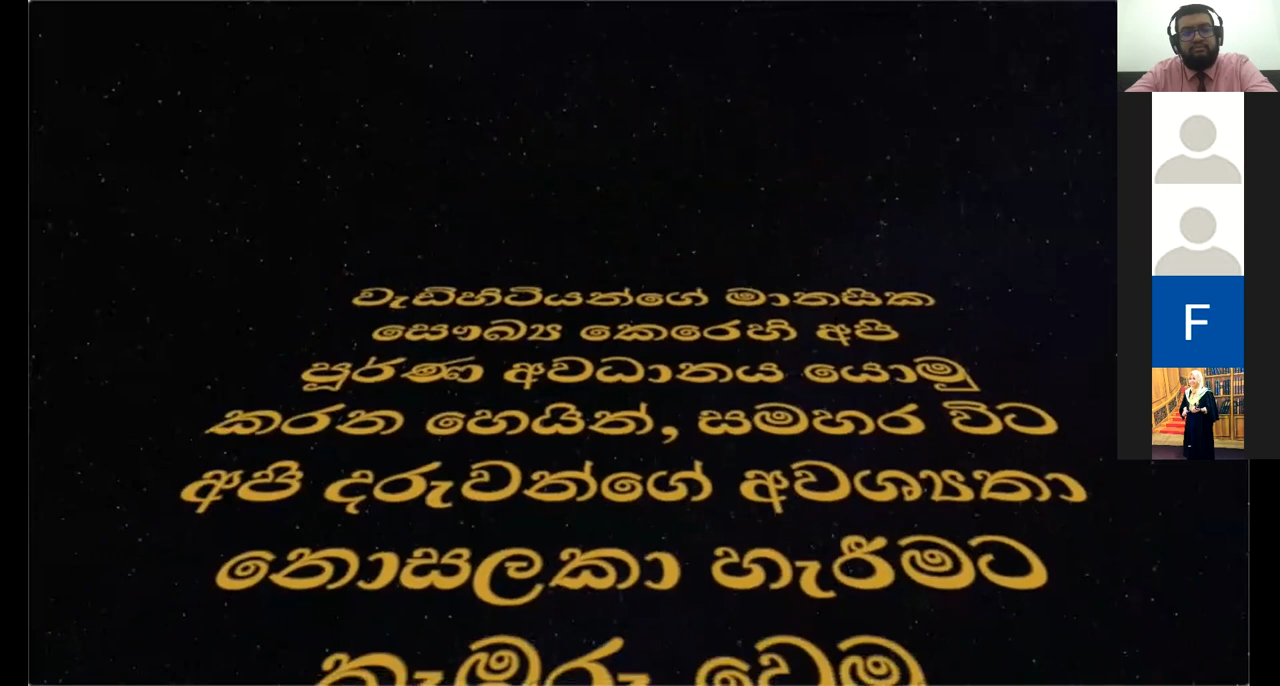 වැඩිහිටියන්ගේ මානසික
සෞඛ්‍ය කෙරෙහි අපි
පූර්ණ අවධානය යොමු
කරන හෙයින්, සමහර විට
අපි දරුවන්ගේ අවශ්‍යතා
නොසලකා හැරීමට
නැඹුරු වෙමු
F